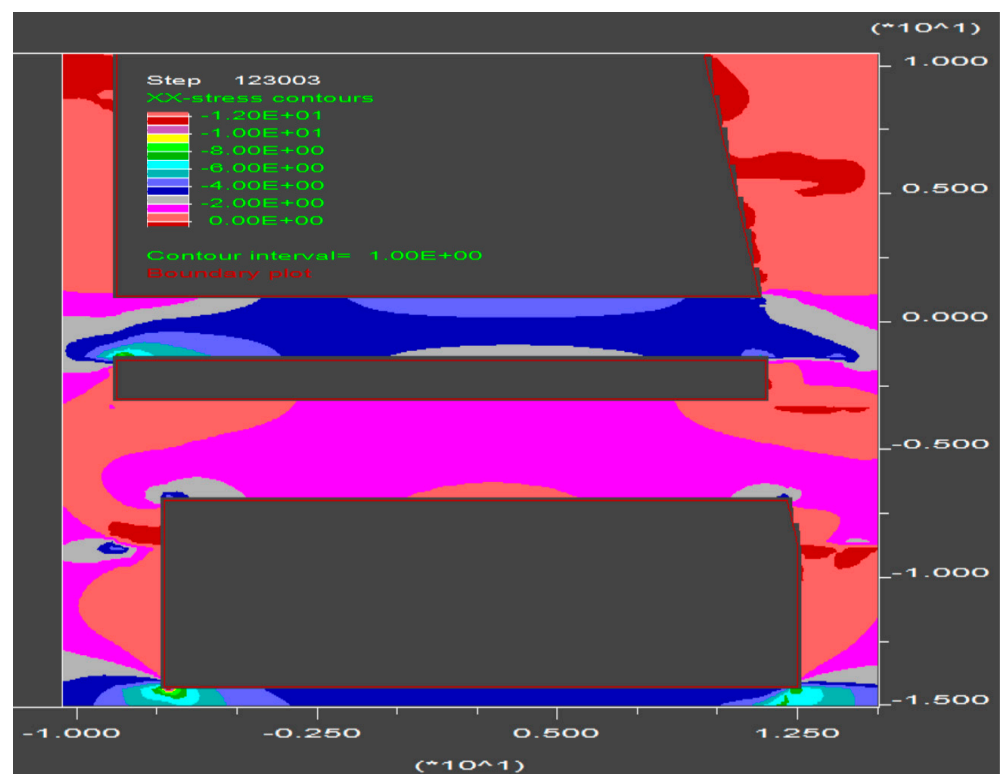 (*10^1)
Step 123003
XX-stress contours
-1.20E+01
-1.00E+01
-8.00E+00
-6.00E+00
-4.00E+00
-2.00E+00
0.00E+00
Contour interval= 1.00E+00
Boundary plot
1.000
0.500
0.000
-0.500
-1.000
-1.500
-1.000 -0.250 0.500 1.250
(*10^1)